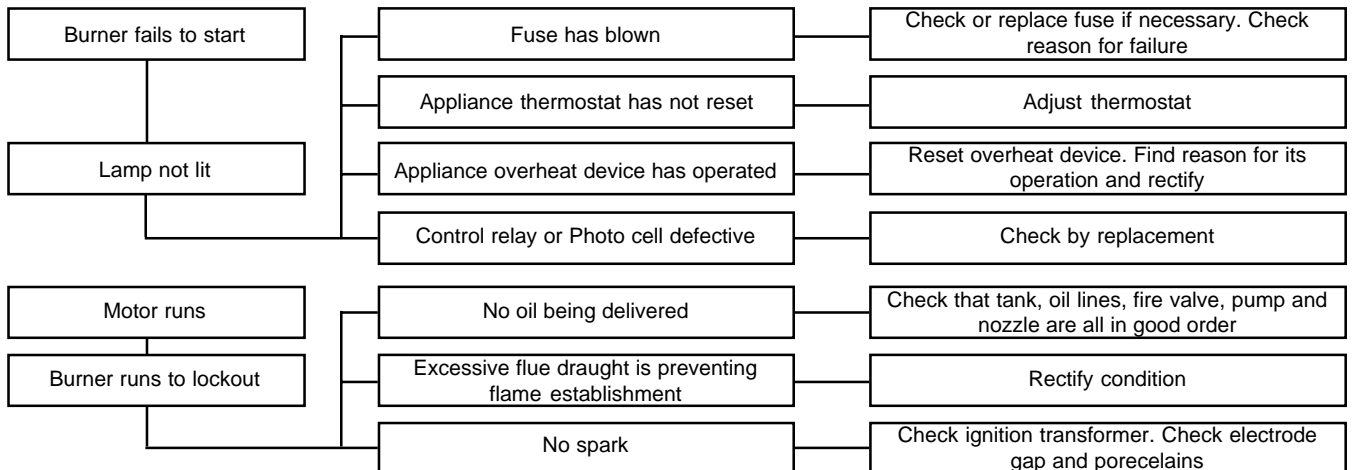 Burner fails to start
Fuse has blown
Check or replace fuse if necessary. Check
reason for failure
Appliance thermostat has not reset
Adjust thermostat
Lamp not lit
Appliance overheat device has operated
Reset overheat device. Find reason for its
operation and rectify
Control relay or Photo cell defective
Check by replacement
Motor runs
No oil being delivered
Check that tank, oil lines, fire valve, pump and
nozzle are all in good order
Burner runs to lockout
Excessive flue draught is preventing
flame establishment
Rectify condition
No spark
Check ignition transformer. Check electrode
gap and porecelains